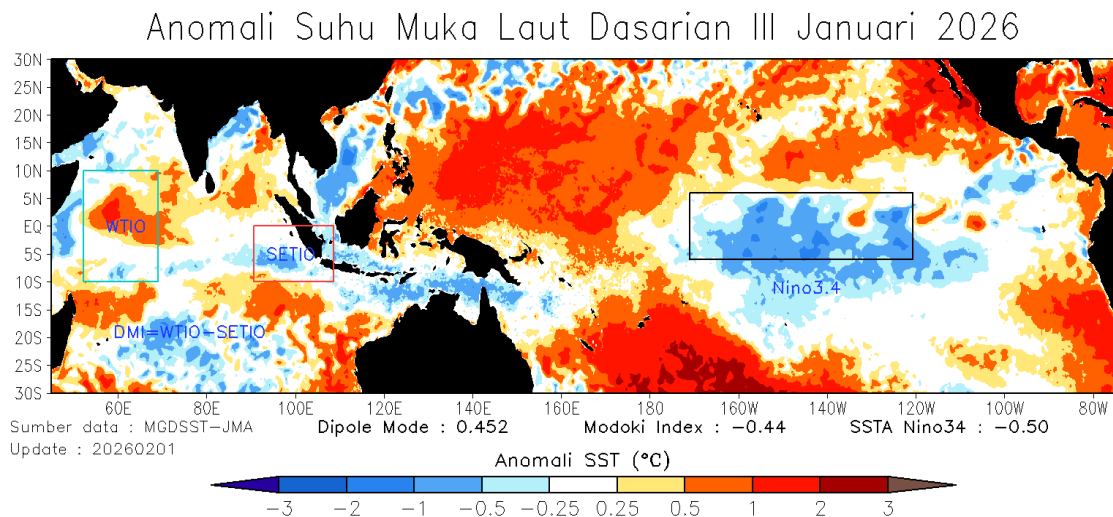 Anomali Suhu Muka Laut Dasarian III Januari 2026
30N
25N
20N
15N
10N
5N
EQ
5S
10S
15S
20S
25S
30S
WTIO
SETIO
Nino3.4
DMI=WTIO-SETIO
60E 80E 100E 120E 140E 160E 180 160W 140W 120W 100W 80W
Sumber data : MGDSST-JMA Dipole Mode : 0.452 Modoki Index : -0.44 SSTA Nino34 : -0.50
Update : 20260201
Anomali SST (°C)
-3 -2 -1 -0.5 -0.25 0.25 0.5 1 2 3